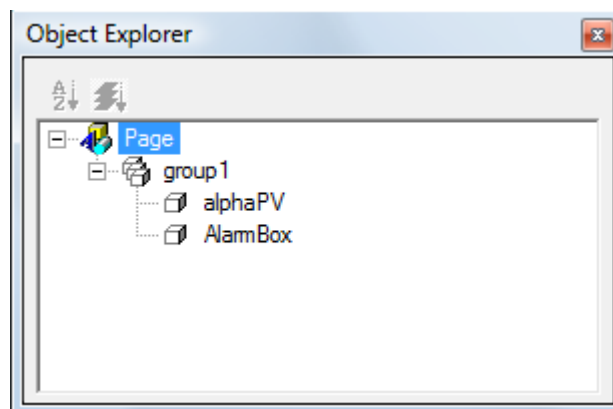 Object Explorer
A Z
Page
group1
alphaPV
AlarmBox